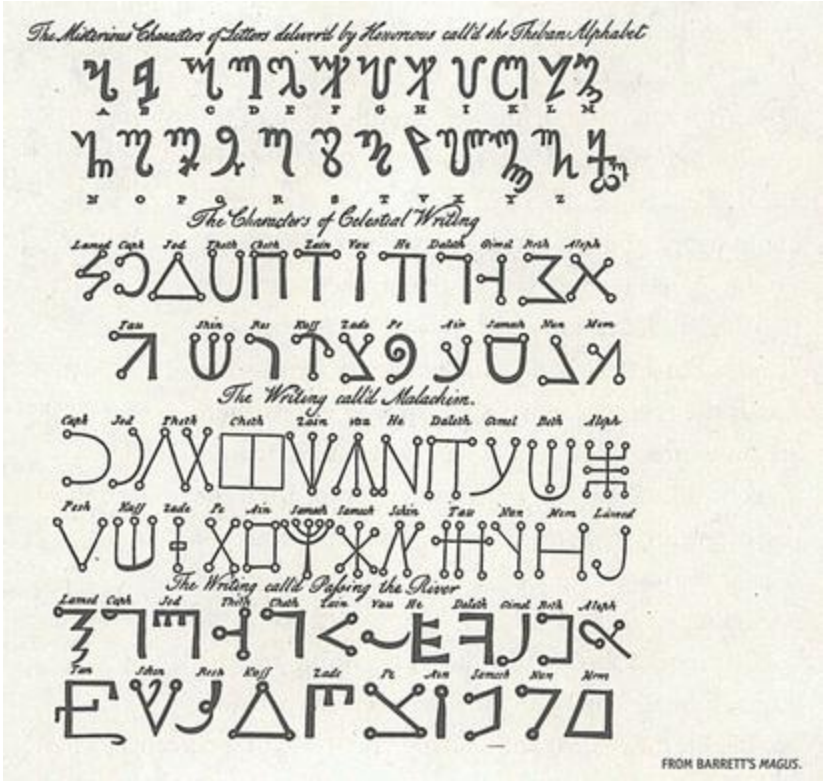 The Misterious Characters of Letters deliver'd by Honorious call'd the Theban Alphabet
A B C D E F G H I K L M
N O P Q R S T V X Y Z
The Characters of Celestial Writing
Lamed Caph Jod Theth Cheth Zain Vau He Daleth Gimel Beth Aleph
Tau Shin Res Kuff Zade Pe Ain Samech Nun Mem
The Writing call'd Malachim.
Caph Jod Theth Cheth Zain vau He Daleth Gimel Beth Aleph
Resh Kuff Zade Pe Ain Samech Samech Schin Tau Nun Mem Lamed
The Writing call'd Passing the River
Lamed Caph Jod Theth Cheth Zain Vau He Daleth Gimel Beth Aleph
Tau Schin Resh Kuff Zade Pe Ain Samech Nun Mem
FROM BARRETT'S MAGUS.